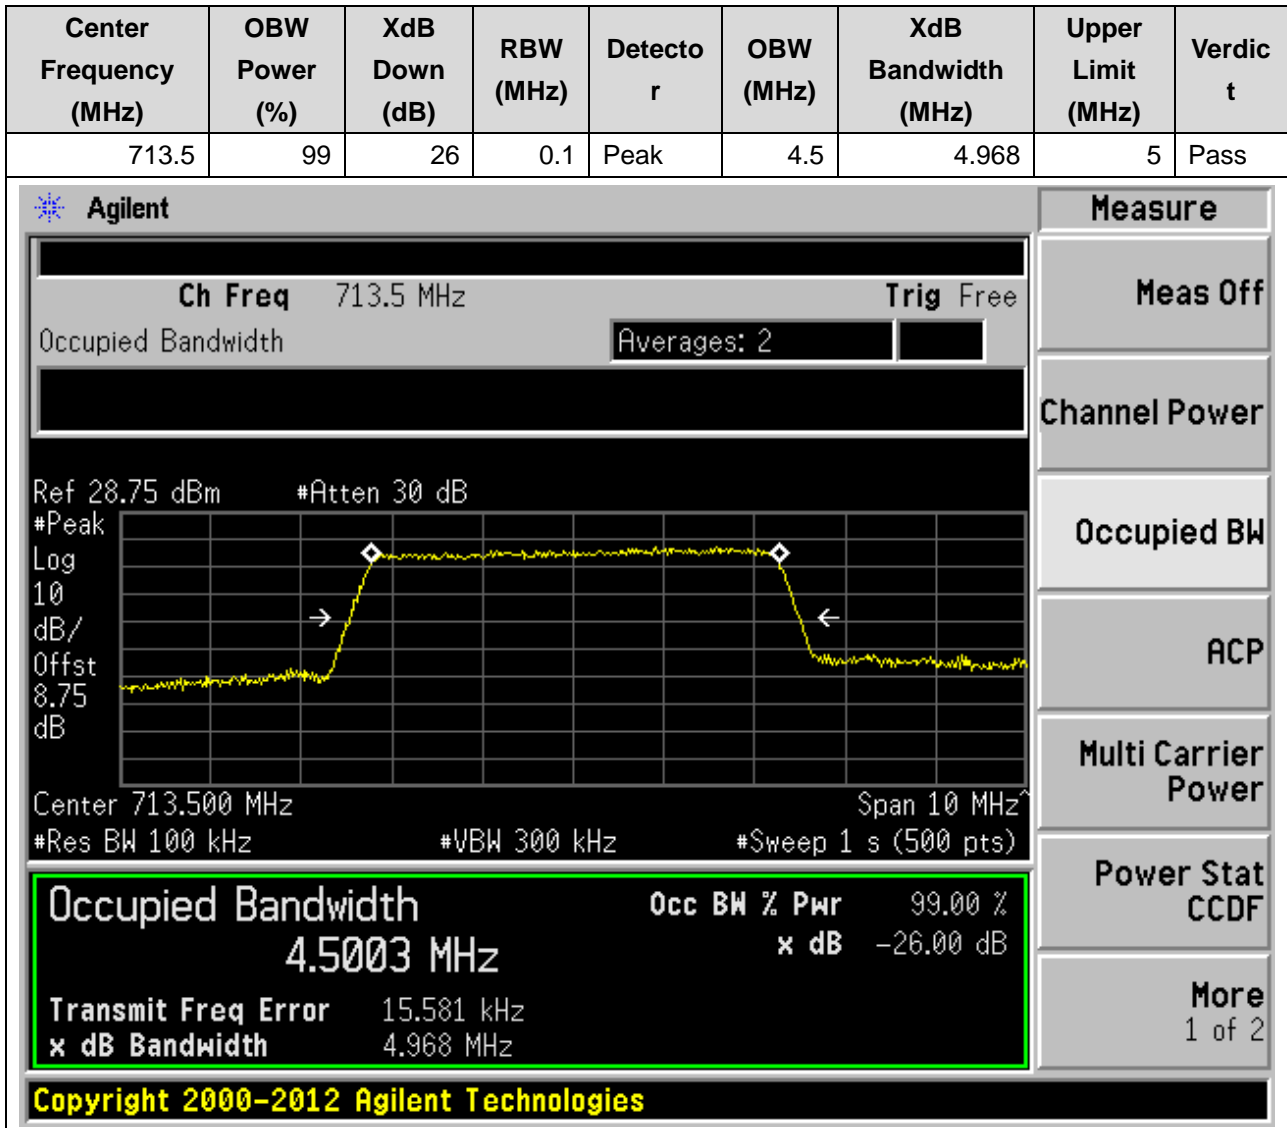 Center Frequency (MHz) OBW Power (%) XdB Down (dB) RBW (MHz) Detecto r OBW (MHz) XdB Bandwidth (MHz) Upper Limit (MHz) Verdic t
713.5 99 26 0.1 Peak 4.5 4.968 5 Pass
Agilent
Measure
Ch Freq 713.5 MHz Trig Free
Meas Off
Occupied Bandwidth Averages: 2
Channel Power
Ref 28.75 dBm #Atten 30 dB
#Peak
Log
10
dB/
Offst
8.75
dB
Occupied BW
ACP
Center 713.500 MHz Span 10 MHz^
#Res BW 100 kHz #VBW 300 kHz #Sweep 1 s (500 pts)
Multi Carrier
Power
Occupied Bandwidth Occ BW % Pwr 99.00 %
4.5003 MHz x dB -26.00 dB
Power Stat
CCDF
Transmit Freq Error 15.581 kHz
x dB Bandwidth 4.968 MHz
More
1 of 2
Copyright 2000-2012 Agilent Technologies